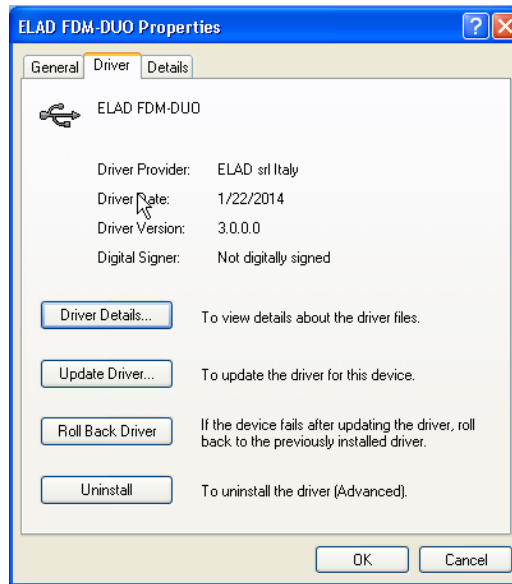 ELAD FDM-DUO Properties
General Driver Details
ELAD FDM-DUO
Driver Provider: ELAD srl Italy
Driver Date: 1/22/2014
Driver Version: 3.0.0.0
Digital Signer: Not digitally signed
Driver Details... To view details about the driver files.
Update Driver... To update the driver for this device.
Roll Back Driver If the device fails after updating the driver, roll
back to the previously installed driver.
Uninstall To uninstall the driver (Advanced).
OK Cancel